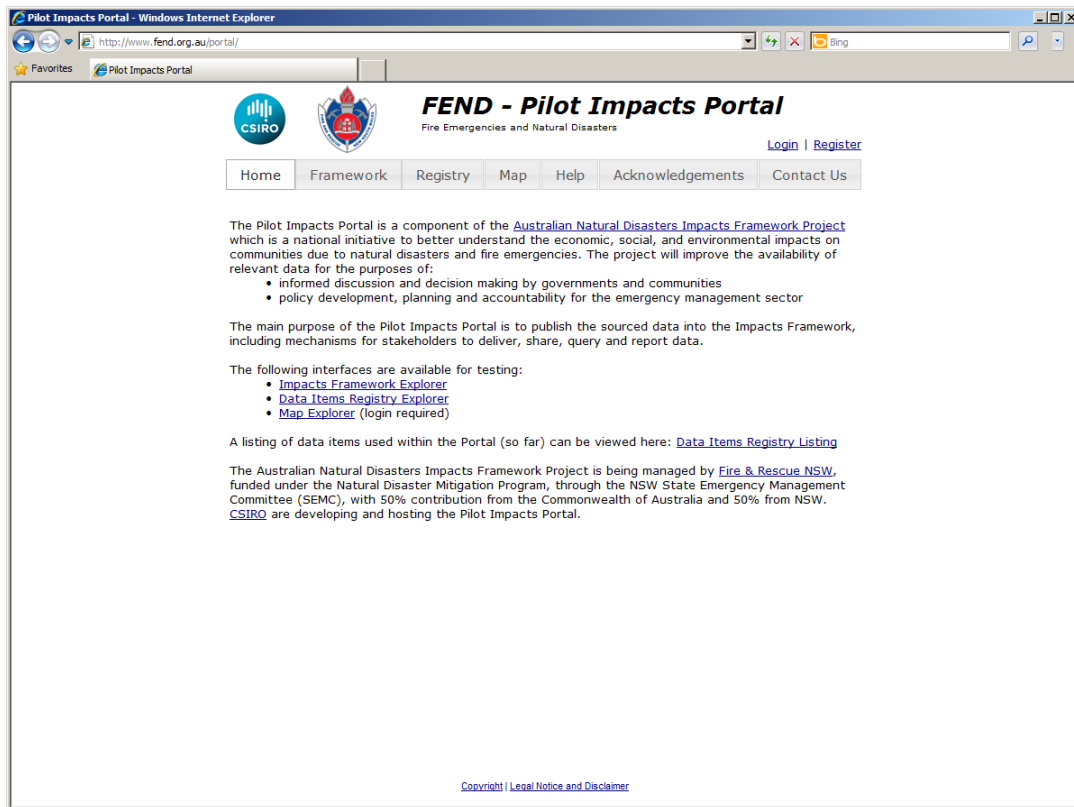 Pilot Impacts Portal - Windows Internet Explorer
http://www.fend.org.au/portal/
Bing
Favorites
Pilot Impacts Portal
CSIRO
FEND - Pilot Impacts Portal
Fire Emergencies and Natural Disasters
Login | Register
Home Framework Registry Map Help Acknowledgements Contact Us
The Pilot Impacts Portal is a component of the Australian Natural Disasters Impacts Framework Project
which is a national initiative to better understand the economic, social, and environmental impacts on
communities due to natural disasters and fire emergencies. The project will improve the availability of
relevant data for the purposes of:
• informed discussion and decision making by governments and communities
• policy development, planning and accountability for the emergency management sector
The main purpose of the Pilot Impacts Portal is to publish the sourced data into the Impacts Framework,
including mechanisms for stakeholders to deliver, share, query and report data.
The following interfaces are available for testing:
• Impacts Framework Explorer
• Data Items Registry Explorer
• Map Explorer (login required)
A listing of data items used within the Portal (so far) can be viewed here: Data Items Registry Listing
The Australian Natural Disasters Impacts Framework Project is being managed by Fire & Rescue NSW,
funded under the Natural Disaster Mitigation Program, through the NSW State Emergency Management
Committee (SEMC), with 50% contribution from the Commonwealth of Australia and 50% from NSW.
CSIRO are developing and hosting the Pilot Impacts Portal.
Copyright | Legal Notice and Disclaimer